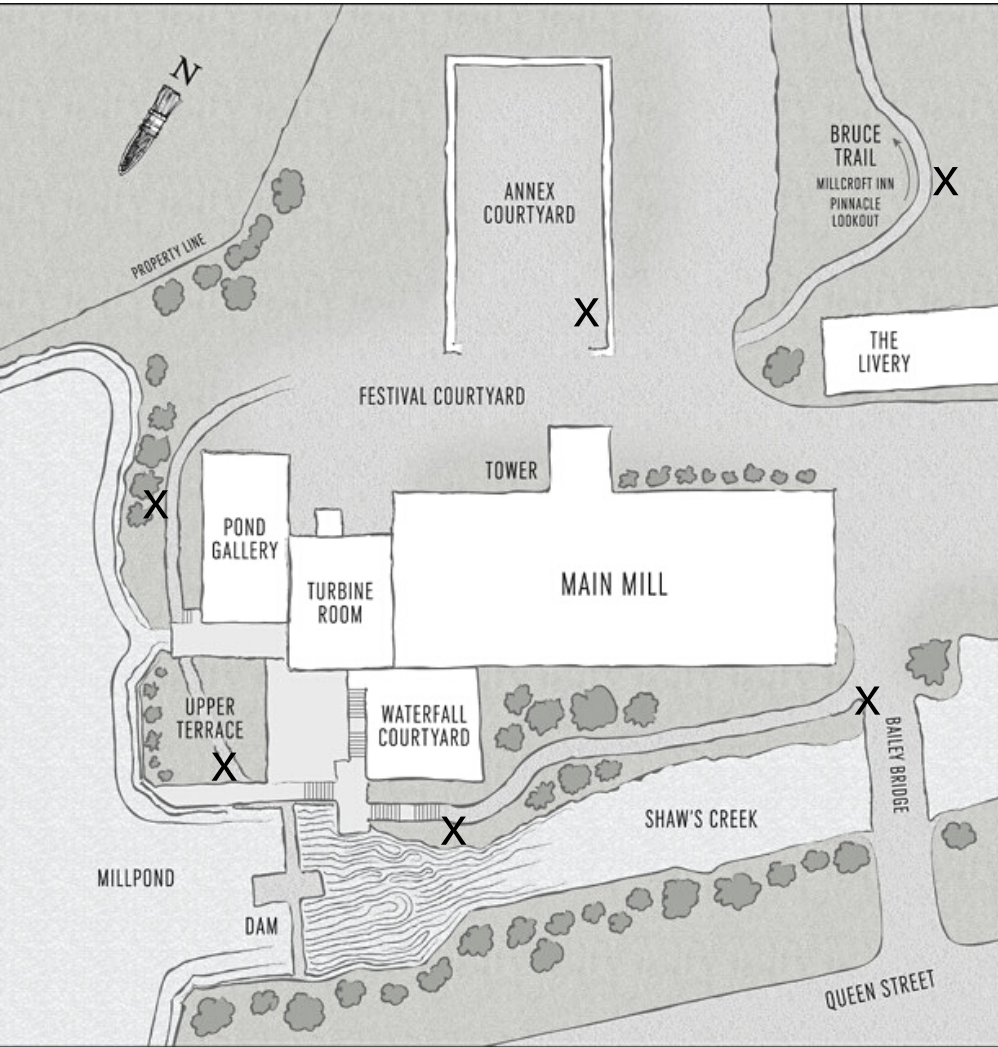 N
BRUCE
TRAIL
MILLCROFT INN
PINNACLE
LOOKOUT
X
ANNEX
COURTYARD
PROPERTY LINE
X
THE
LIVERY
FESTIVAL COURTYARD
TOWER
X
POND
GALLERY
TURBINE
ROOM
MAIN MILL
UPPER
TERRACE
X
WATERFALL
COURTYARD
X
BAILEY BRIDGE
X
SHAW'S CREEK
MILLPOND
DAM
QUEEN STREET